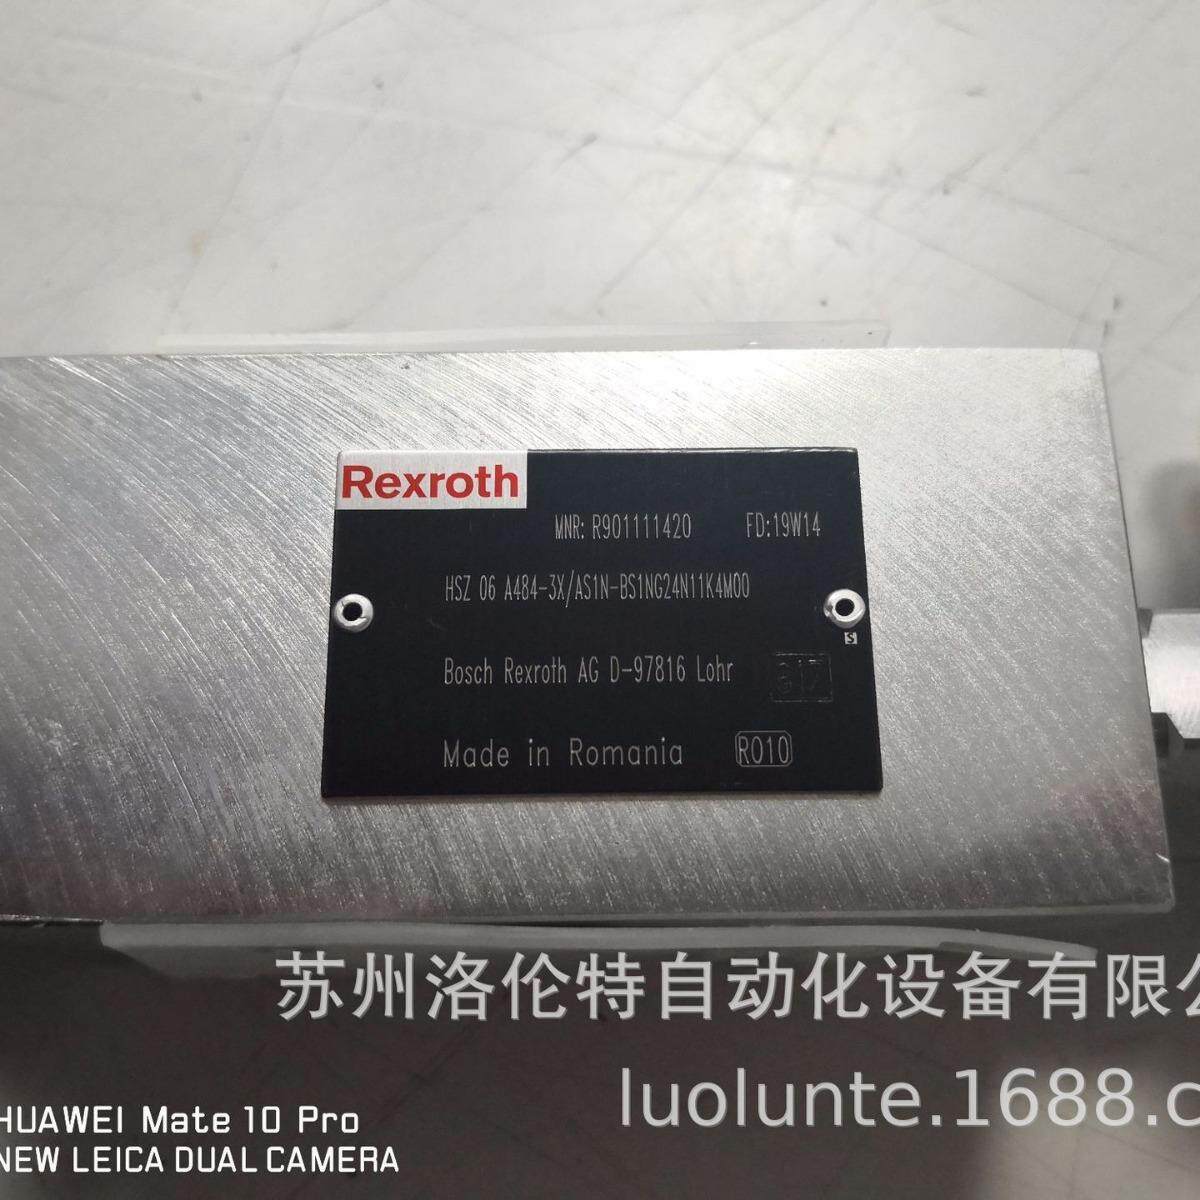 Rexroth
MNR: R901111420 FD:19W14
HSZ 06 A484-3X/AS1N-BS1NG24N11K4M00
S
Bosch Rexroth AG D-97816 Lohr 617
Made in Romania RO10
苏州洛伦特自动化设备有限公
luolunte.1688.c
HUAWEI Mate 10 Pro
NEW LEICA DUAL CAMERA